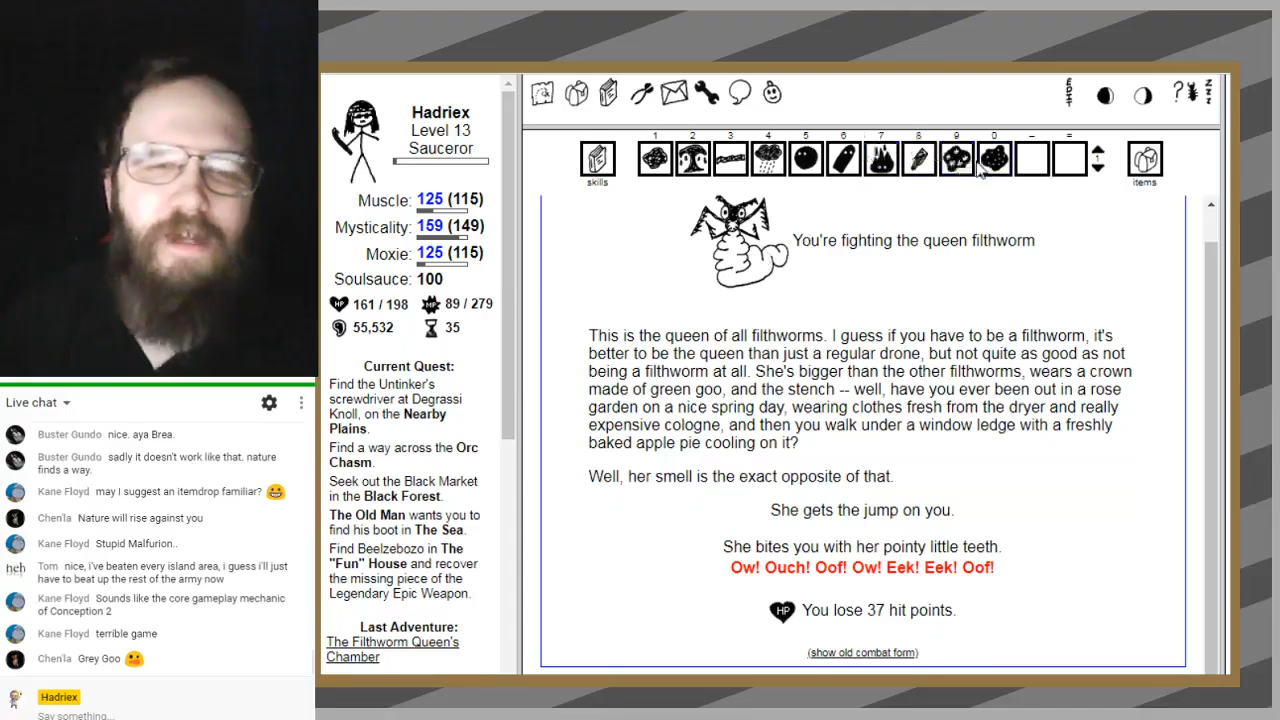 Hadriex
Level 13
Sauceror
Muscle: 125 (115)
Mysticality: 159 (149)
Moxie: 125 (115)
Soulsauce: 100
HP 161 / 198 MP 89 / 279
55,532 35
Current Quest:
Find the Untinker's
screwdriver at Degrassi
Knoll, on the Nearby
Plains.
Find a way across the Orc
Chasm.
Seek out the Black Market
in the Black Forest.
The Old Man wants you to
find his boot in The Sea.
Find Beelzebozo in The
"Fun" House and recover
the missing piece of the
Legendary Epic Weapon.
Last Adventure:
The Filthworm Queen's
Chamber
1 2 3 4 5 6 7 8 9 0 - =
1
skills
items
You're fighting the queen filthworm
This is the queen of all filthworms. I guess if you have to be a filthworm, it's
better to be the queen than just a regular drone, but not quite as good as not
being a filthworm at all. She's bigger than the other filthworms, wears a crown
made of green goo, and the stench -- well, have you ever been out in a rose
garden on a nice spring day, wearing clothes fresh from the dryer and really
expensive cologne, and then you walk under a window ledge with a freshly
baked apple pie cooling on it?
Well, her smell is the exact opposite of that.
She gets the jump on you.
She bites you with her pointy little teeth.
Ow! Ouch! Oof! Ow! Eek! Eek! Oof!
HP You lose 37 hit points.
(show old combat form)
Live chat
Buster Gundo nice. aya Brea.
Buster Gundo sadly it doesn't work like that. nature
finds a way.
Kane Floyd may I suggest an itemdrop familiar?
Chen'la Nature will rise against you
Kane Floyd Stupid Malfurion..
heh Tom nice, i've beaten every island area, i guess i'll just
have to beat up the rest of the army now
Kane Floyd Sounds like the core gameplay mechanic
of Conception 2
Kane Floyd terrible game
Chen'la Grey Goo
Hadriex
Say something...